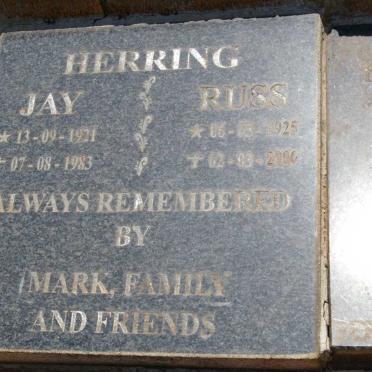 HERRING
JAY RUSS
★ 13-09-1921
✝ 07-08-1983 ✝
ALWAYS REMEMBERED
BY
MARK, FAMILY
AND FRIENDS